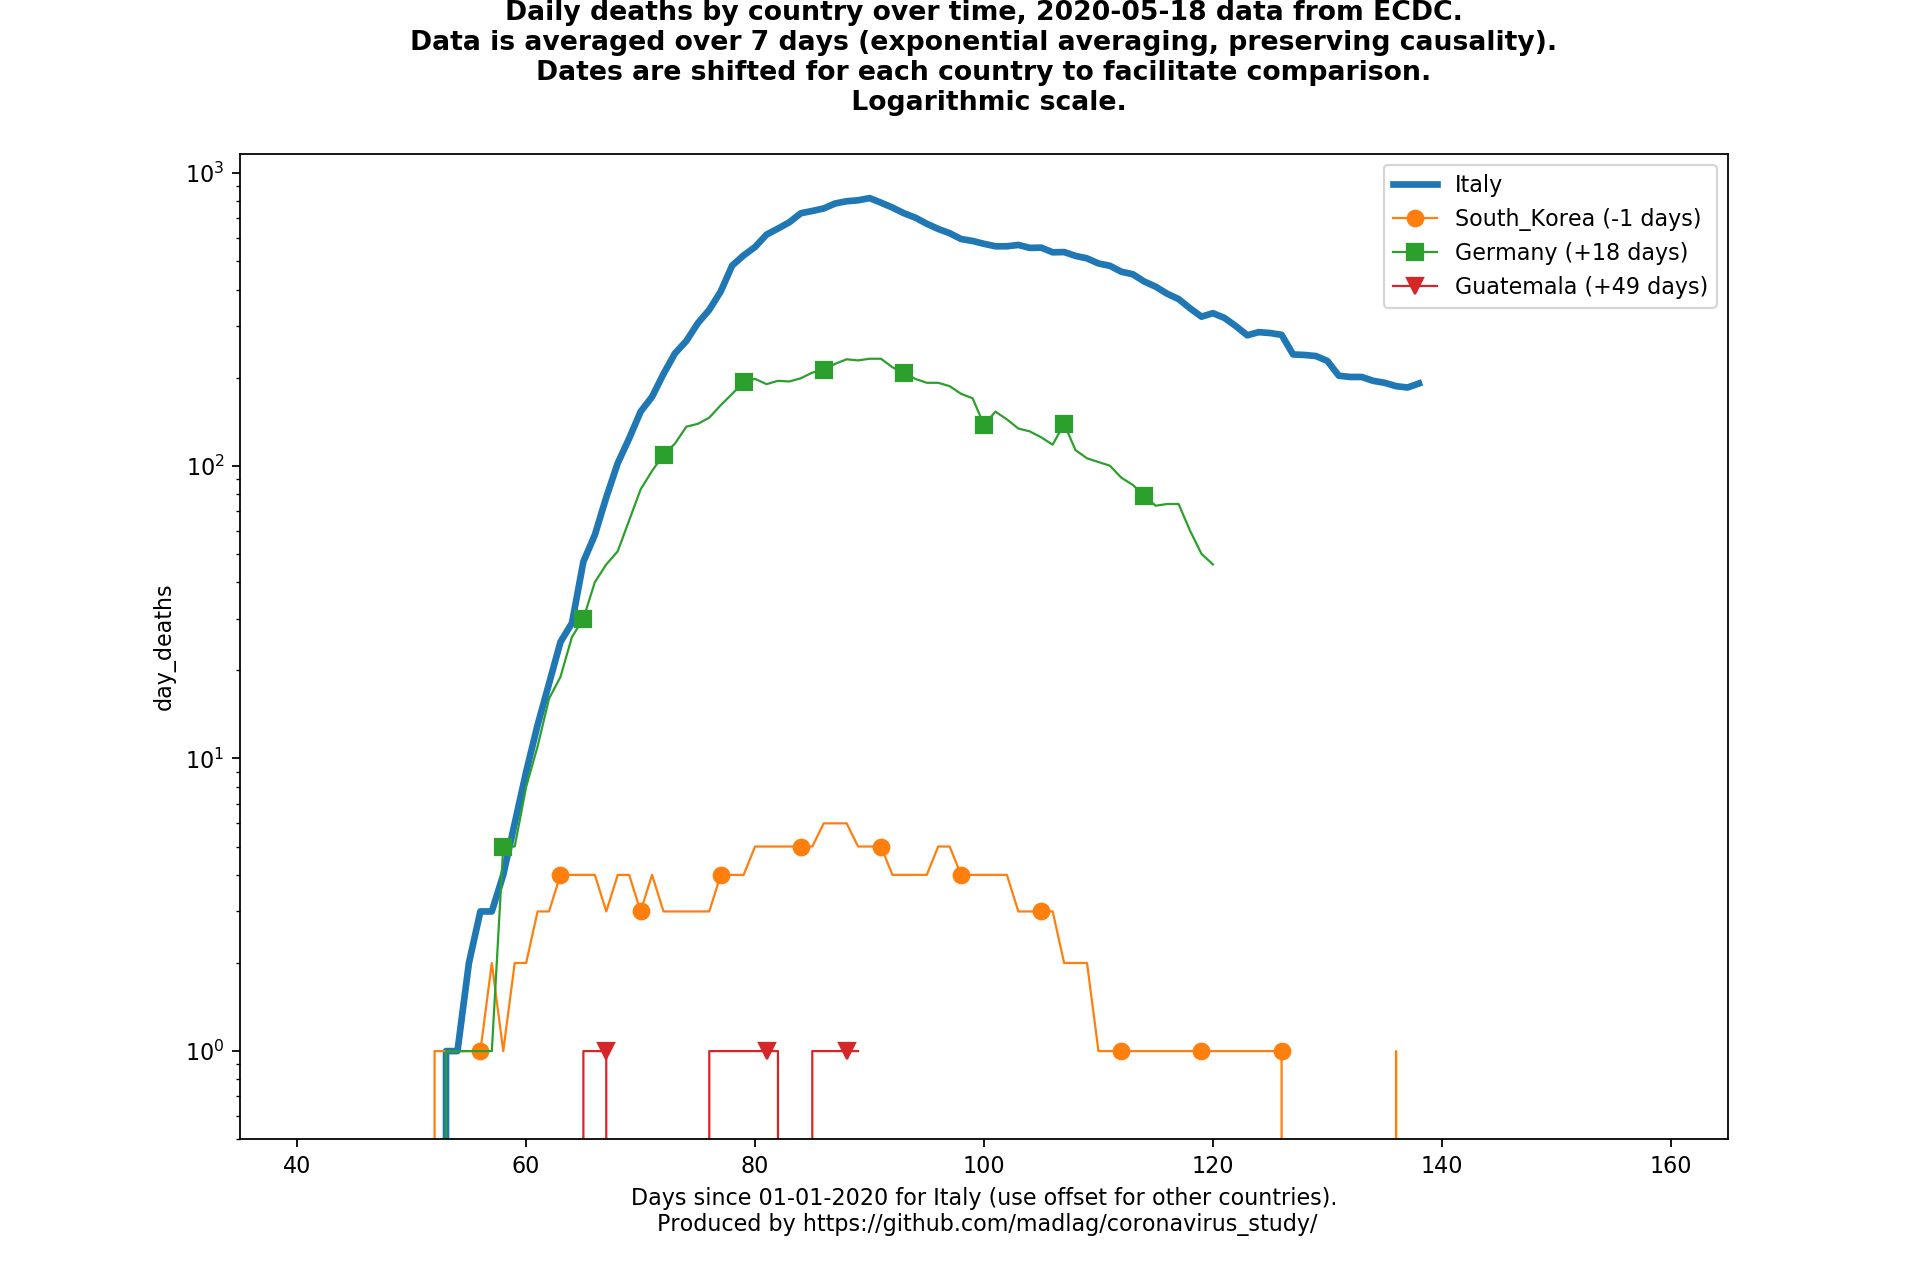 Daily deaths by country over time, 2020-05-18 data from ECDC.
Data is averaged over 7 days (exponential averaging, preserving causality).
Dates are shifted for each country to facilitate comparison.
Logarithmic scale.
10³
10²
10¹
10⁰
day_deaths
Italy
South_Korea (-1 days)
Germany (+18 days)
Guatemala (+49 days)
40 60 80 100 120 140 160
Days since 01-01-2020 for Italy (use offset for other countries).
Produced by https://github.com/madlag/coronavirus_study/